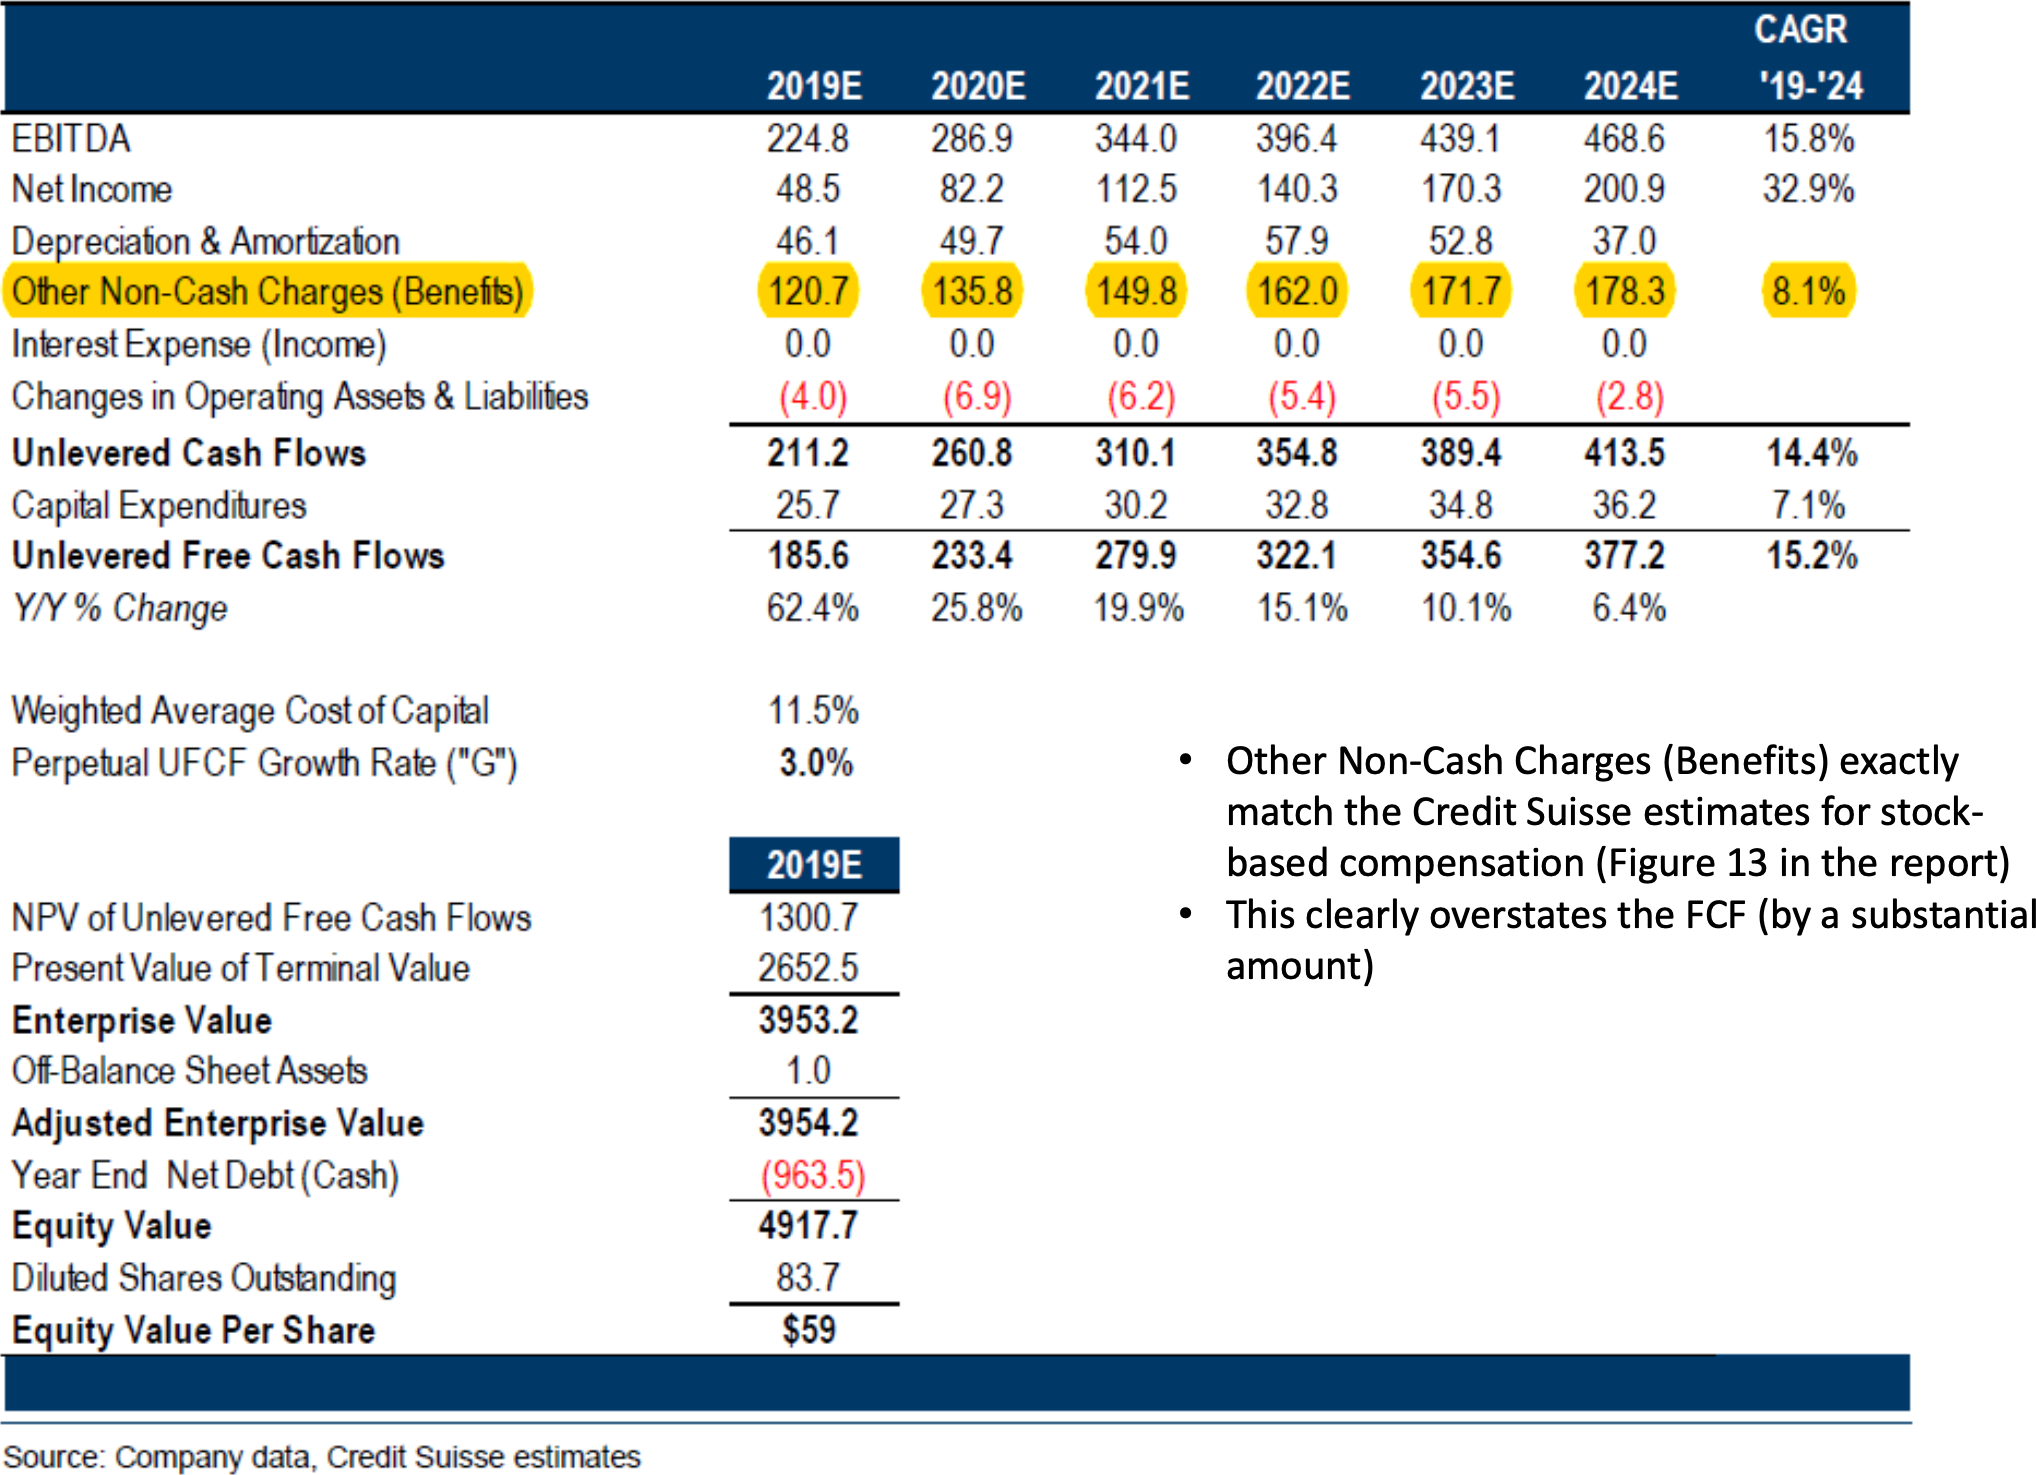 CAGR
2019E 2020E 2021E 2022E 2023E 2024E '19-'24
EBITDA 224.8 286.9 344.0 396.4 439.1 468.6 15.8%
Net Income 48.5 82.2 112.5 140.3 170.3 200.9 32.9%
Depreciation & Amortization 46.1 49.7 54.0 57.9 52.8 37.0
Other Non-Cash Charges (Benefits) 120.7 135.8 149.8 162.0 171.7 178.3 8.1%
Interest Expense (Income) 0.0 0.0 0.0 0.0 0.0 0.0
Changes in Operating Assets & Liabilities (4.0) (6.9) (6.2) (5.4) (5.5) (2.8)
Unlevered Cash Flows 211.2 260.8 310.1 354.8 389.4 413.5 14.4%
Capital Expenditures 25.7 27.3 30.2 32.8 34.8 36.2 7.1%
Unlevered Free Cash Flows 185.6 233.4 279.9 322.1 354.6 377.2 15.2%
Y/Y % Change 62.4% 25.8% 19.9% 15.1% 10.1% 6.4%
Weighted Average Cost of Capital 11.5%
Perpetual UFCF Growth Rate ("G") 3.0%
2019E
NPV of Unlevered Free Cash Flows 1300.7
Present Value of Terminal Value 2652.5
Enterprise Value 3953.2
Off-Balance Sheet Assets 1.0
Adjusted Enterprise Value 3954.2
Year End Net Debt (Cash) (963.5)
Equity Value 4917.7
Diluted Shares Outstanding 83.7
Equity Value Per Share $59
• Other Non-Cash Charges (Benefits) exactly
match the Credit Suisse estimates for stock-
based compensation (Figure 13 in the report)
• This clearly overstates the FCF (by a substantial
amount)
Source: Company data, Credit Suisse estimates